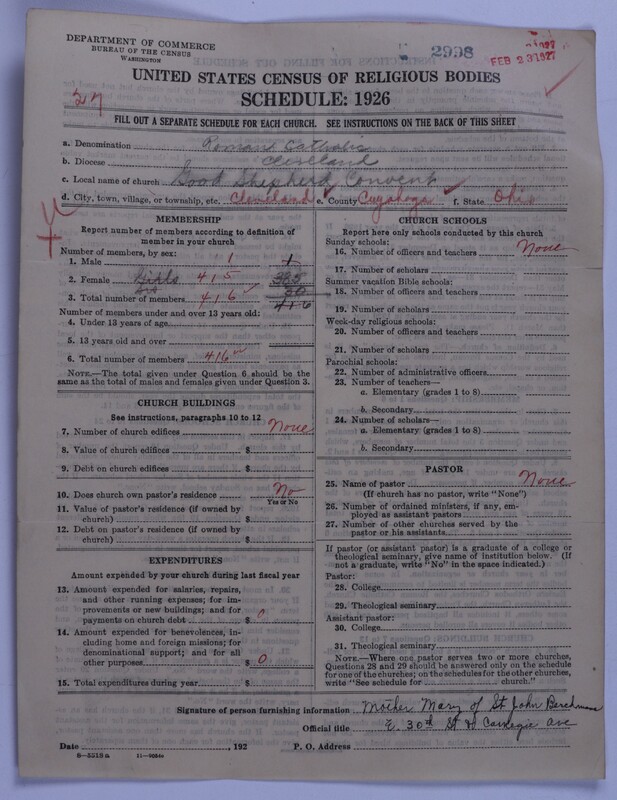 DEPARTMENT OF COMMERCE
BUREAU OF THE CENSUS
WASHINGTON
2998
FEB 23 1927
UNITED STATES CENSUS OF RELIGIOUS BODIES
SCHEDULE: 1926
27
FILL OUT A SEPARATE SCHEDULE FOR EACH CHURCH. SEE INSTRUCTIONS ON THE BACK OF THIS SHEET
a. Denomination Roman Catholic
b. Diocese Cleveland
c. Local name of church Good Shepherd Convent
d. City, town, village, or township, etc. Cleveland e. County Cuyahoga f. State Ohio
MEMBERSHIP
Report number of members according to definition of
member in your church
Number of members, by sex:
1. Male 1 1
2. Female Girls 415 385
3. Total number of members 416 30
416
Number of members under and over 13 years old:
4. Under 13 years of age
5. 13 years old and over
6. Total number of members 416
NOTE.—The total given under Question 6 should be the
same as the total of males and females given under Question 3.
CHURCH BUILDINGS
See instructions, paragraphs 10 to 12
7. Number of church edifices None
8. Value of church edifices $
9. Debt on church edifices $
10. Does church own pastor's residence No
Yes or No
11. Value of pastor's residence (if owned by
church) $
12. Debt on pastor's residence (if owned by
church) $
EXPENDITURES
Amount expended by your church during last fiscal year
13. Amount expended for salaries, repairs,
and other running expenses; for im-
provements or new buildings; and for
payments on church debt $ 0
14. Amount expended for benevolences, in-
cluding home and foreign missions; for
denominational support; and for all
other purposes $ 0
15. Total expenditures during year $
CHURCH SCHOOLS
Report here only schools conducted by this church
Sunday schools:
16. Number of officers and teachers None
17. Number of scholars
Summer vacation Bible schools:
18. Number of officers and teachers
19. Number of scholars
Week-day religious schools:
20. Number of officers and teachers
21. Number of scholars
Parochial schools:
22. Number of administrative officers
23. Number of teachers—
a. Elementary (grades 1 to 8)
b. Secondary
24. Number of scholars—
a. Elementary (grades 1 to 8)
b. Secondary
PASTOR
25. Name of pastor None
(If church has no pastor, write "None")
26. Number of ordained ministers, if any, em-
ployed as assistant pastors
27. Number of other churches served by the
pastor or his assistants
If pastor (or assistant pastor) is a graduate of a college or
theological seminary, give name of institution below. (If
not a graduate, write "No" in the space indicated.)
Pastor:
28. College
29. Theological seminary
Assistant pastor:
30. College
31. Theological seminary
NOTE.—Where one pastor serves two or more churches,
Questions 28 and 29 should be answered only on the schedule
for one of the churches; on the schedules for the other churches,
write "See schedule for church."
Signature of person furnishing information Mother Mary of St John Berchmans
Official title E. 30th St & Carnegie Ave
Date , 192 P. O. Address
8—5518a 11—9084a